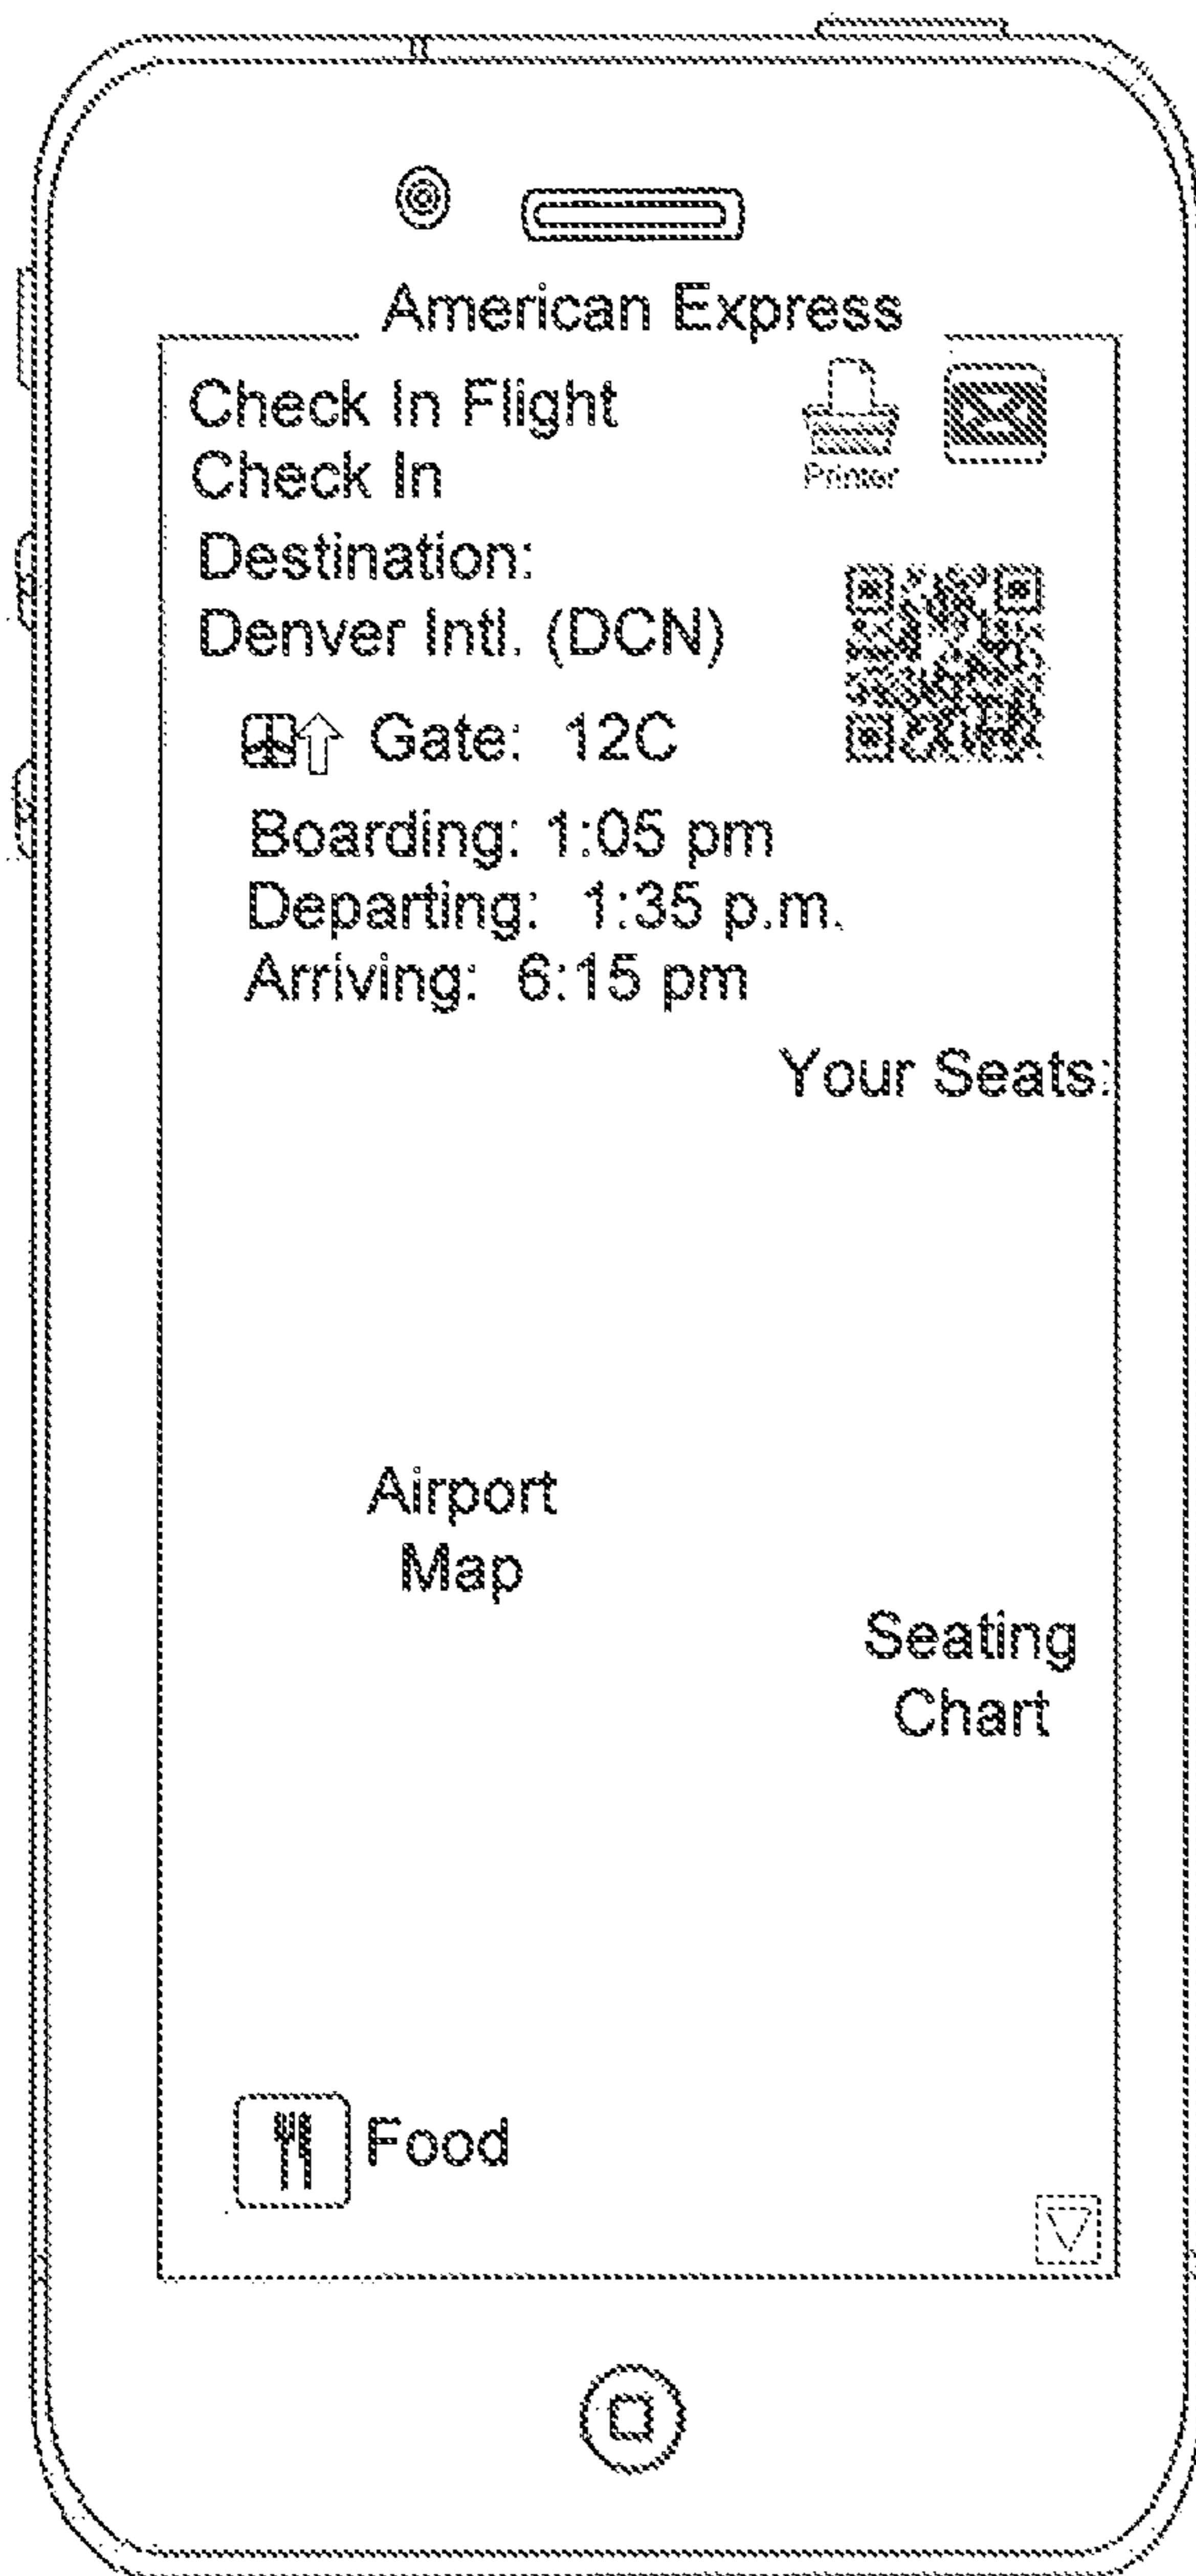 American Express
Check In Flight
Check In
Printer
Destination:
Denver Intl. (DCN)
Gate: 12C
Boarding: 1:05 pm
Departing: 1:35 p.m.
Arriving: 6:15 pm
Your Seats:
Airport
Map
Seating
Chart
Food